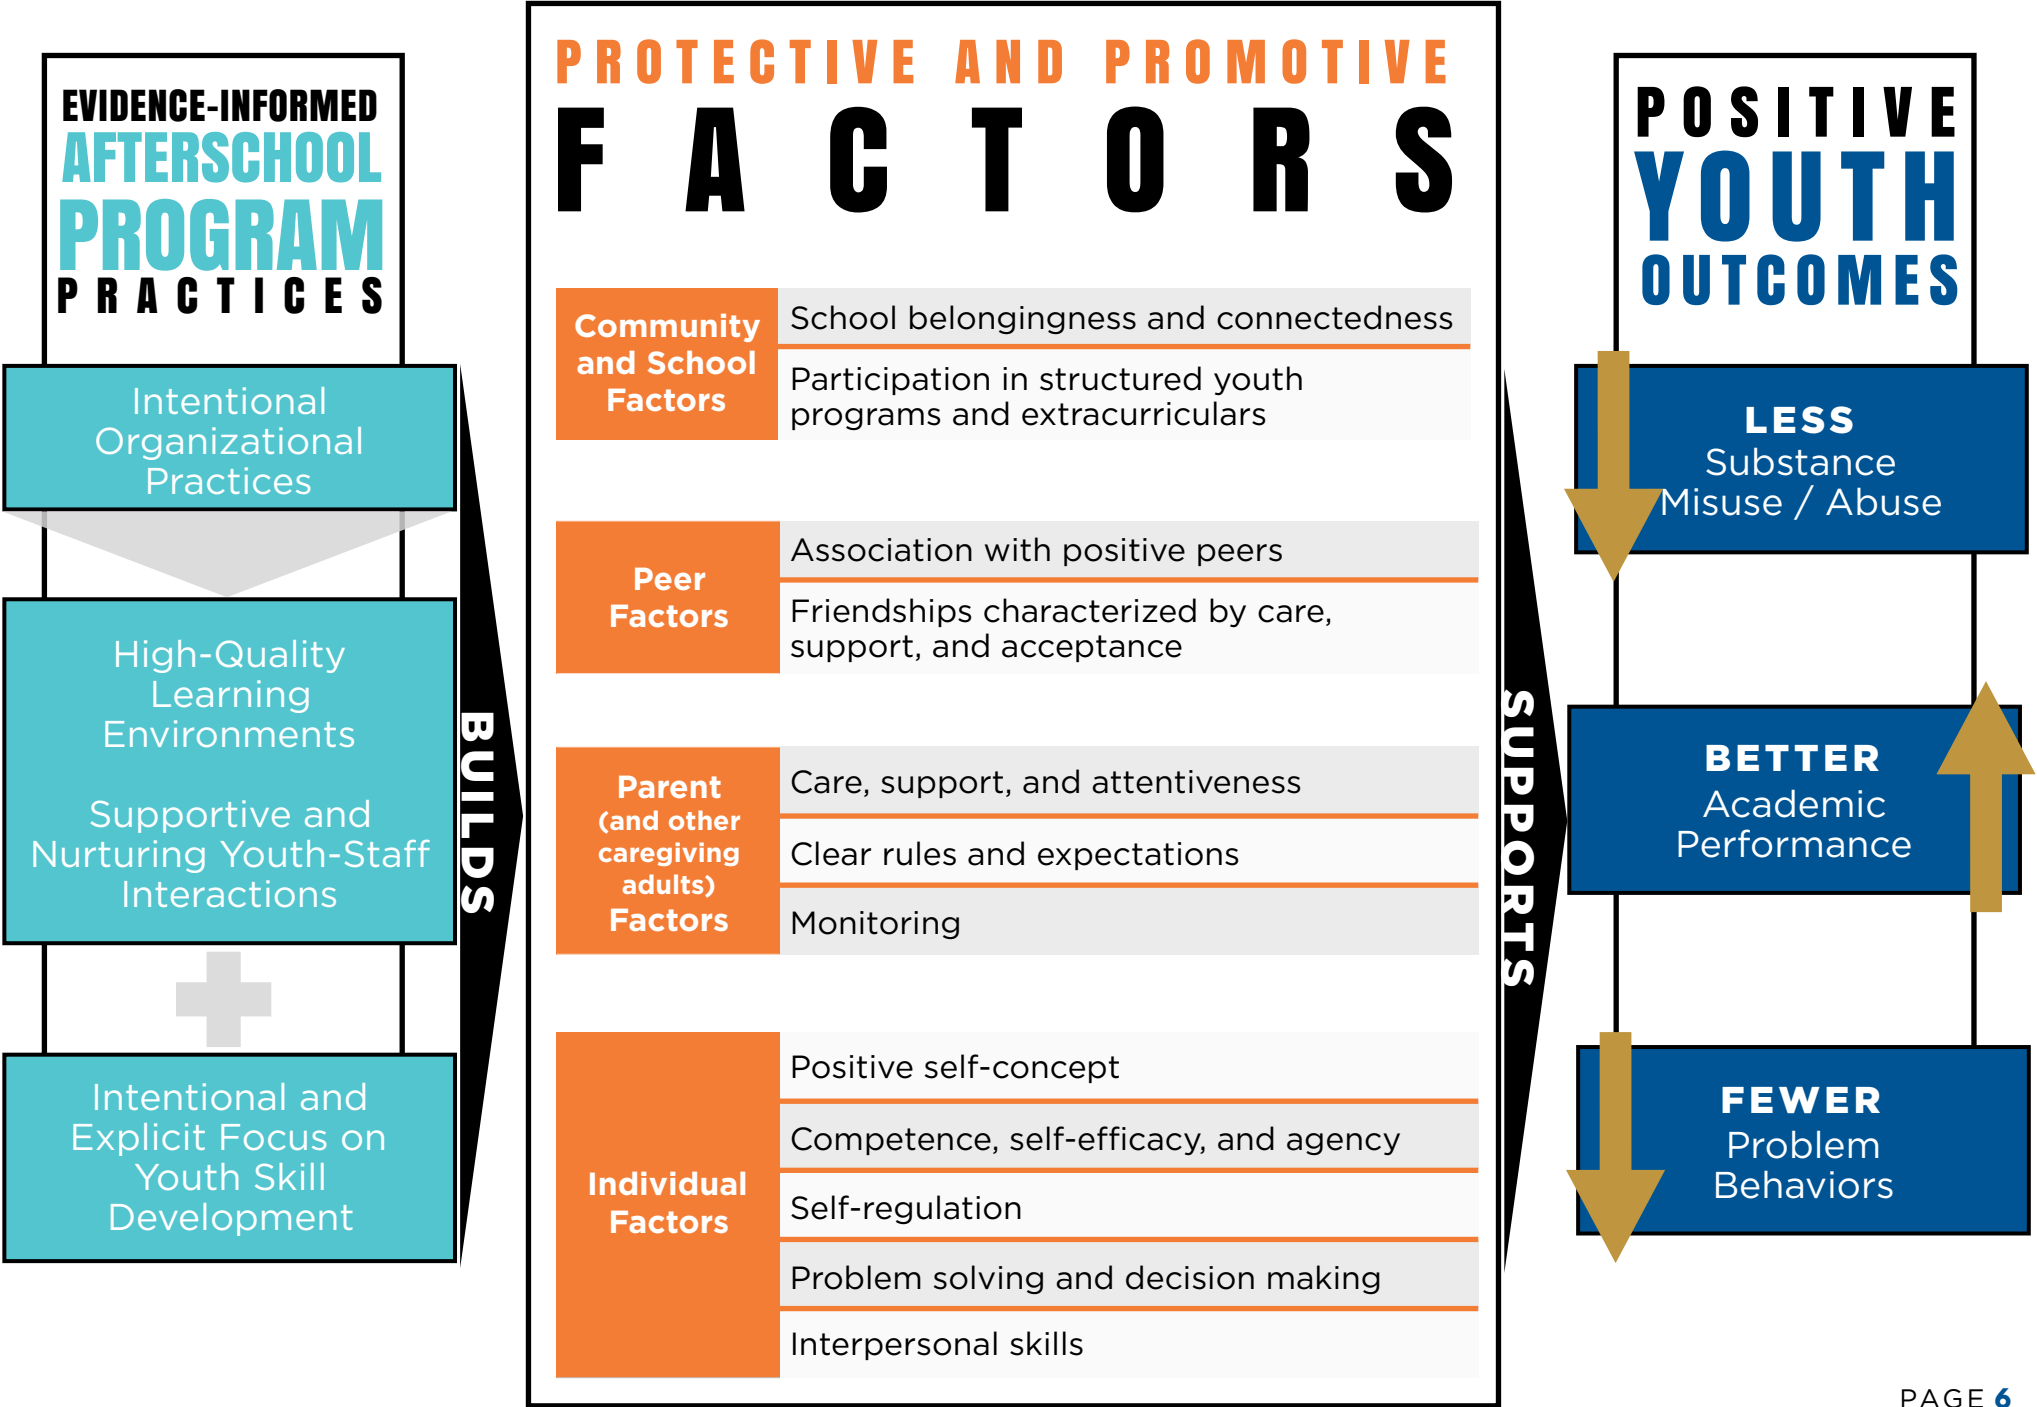 EVIDENCE-INFORMED
AFTERSCHOOL
PROGRAM
PRACTICES
Intentional
Organizational
Practices
High-Quality
Learning
Environments
Supportive and
Nurturing Youth-Staff
Interactions
Intentional and
Explicit Focus on
Youth Skill
Development
BUILDS
PROTECTIVE AND PROMOTIVE
FACTORS
Community
and School
Factors
School belongingness and connectedness
Participation in structured youth
programs and extracurriculars
Peer
Factors
Association with positive peers
Friendships characterized by care,
support, and acceptance
Parent
(and other
caregiving
adults)
Factors
Care, support, and attentiveness
Clear rules and expectations
Monitoring
Individual
Factors
Positive self-concept
Competence, self-efficacy, and agency
Self-regulation
Problem solving and decision making
Interpersonal skills
SUPPORTS
POSITIVE
YOUTH
OUTCOMES
LESS
Substance
Misuse / Abuse
BETTER
Academic
Performance
FEWER
Problem
Behaviors
PAGE 6